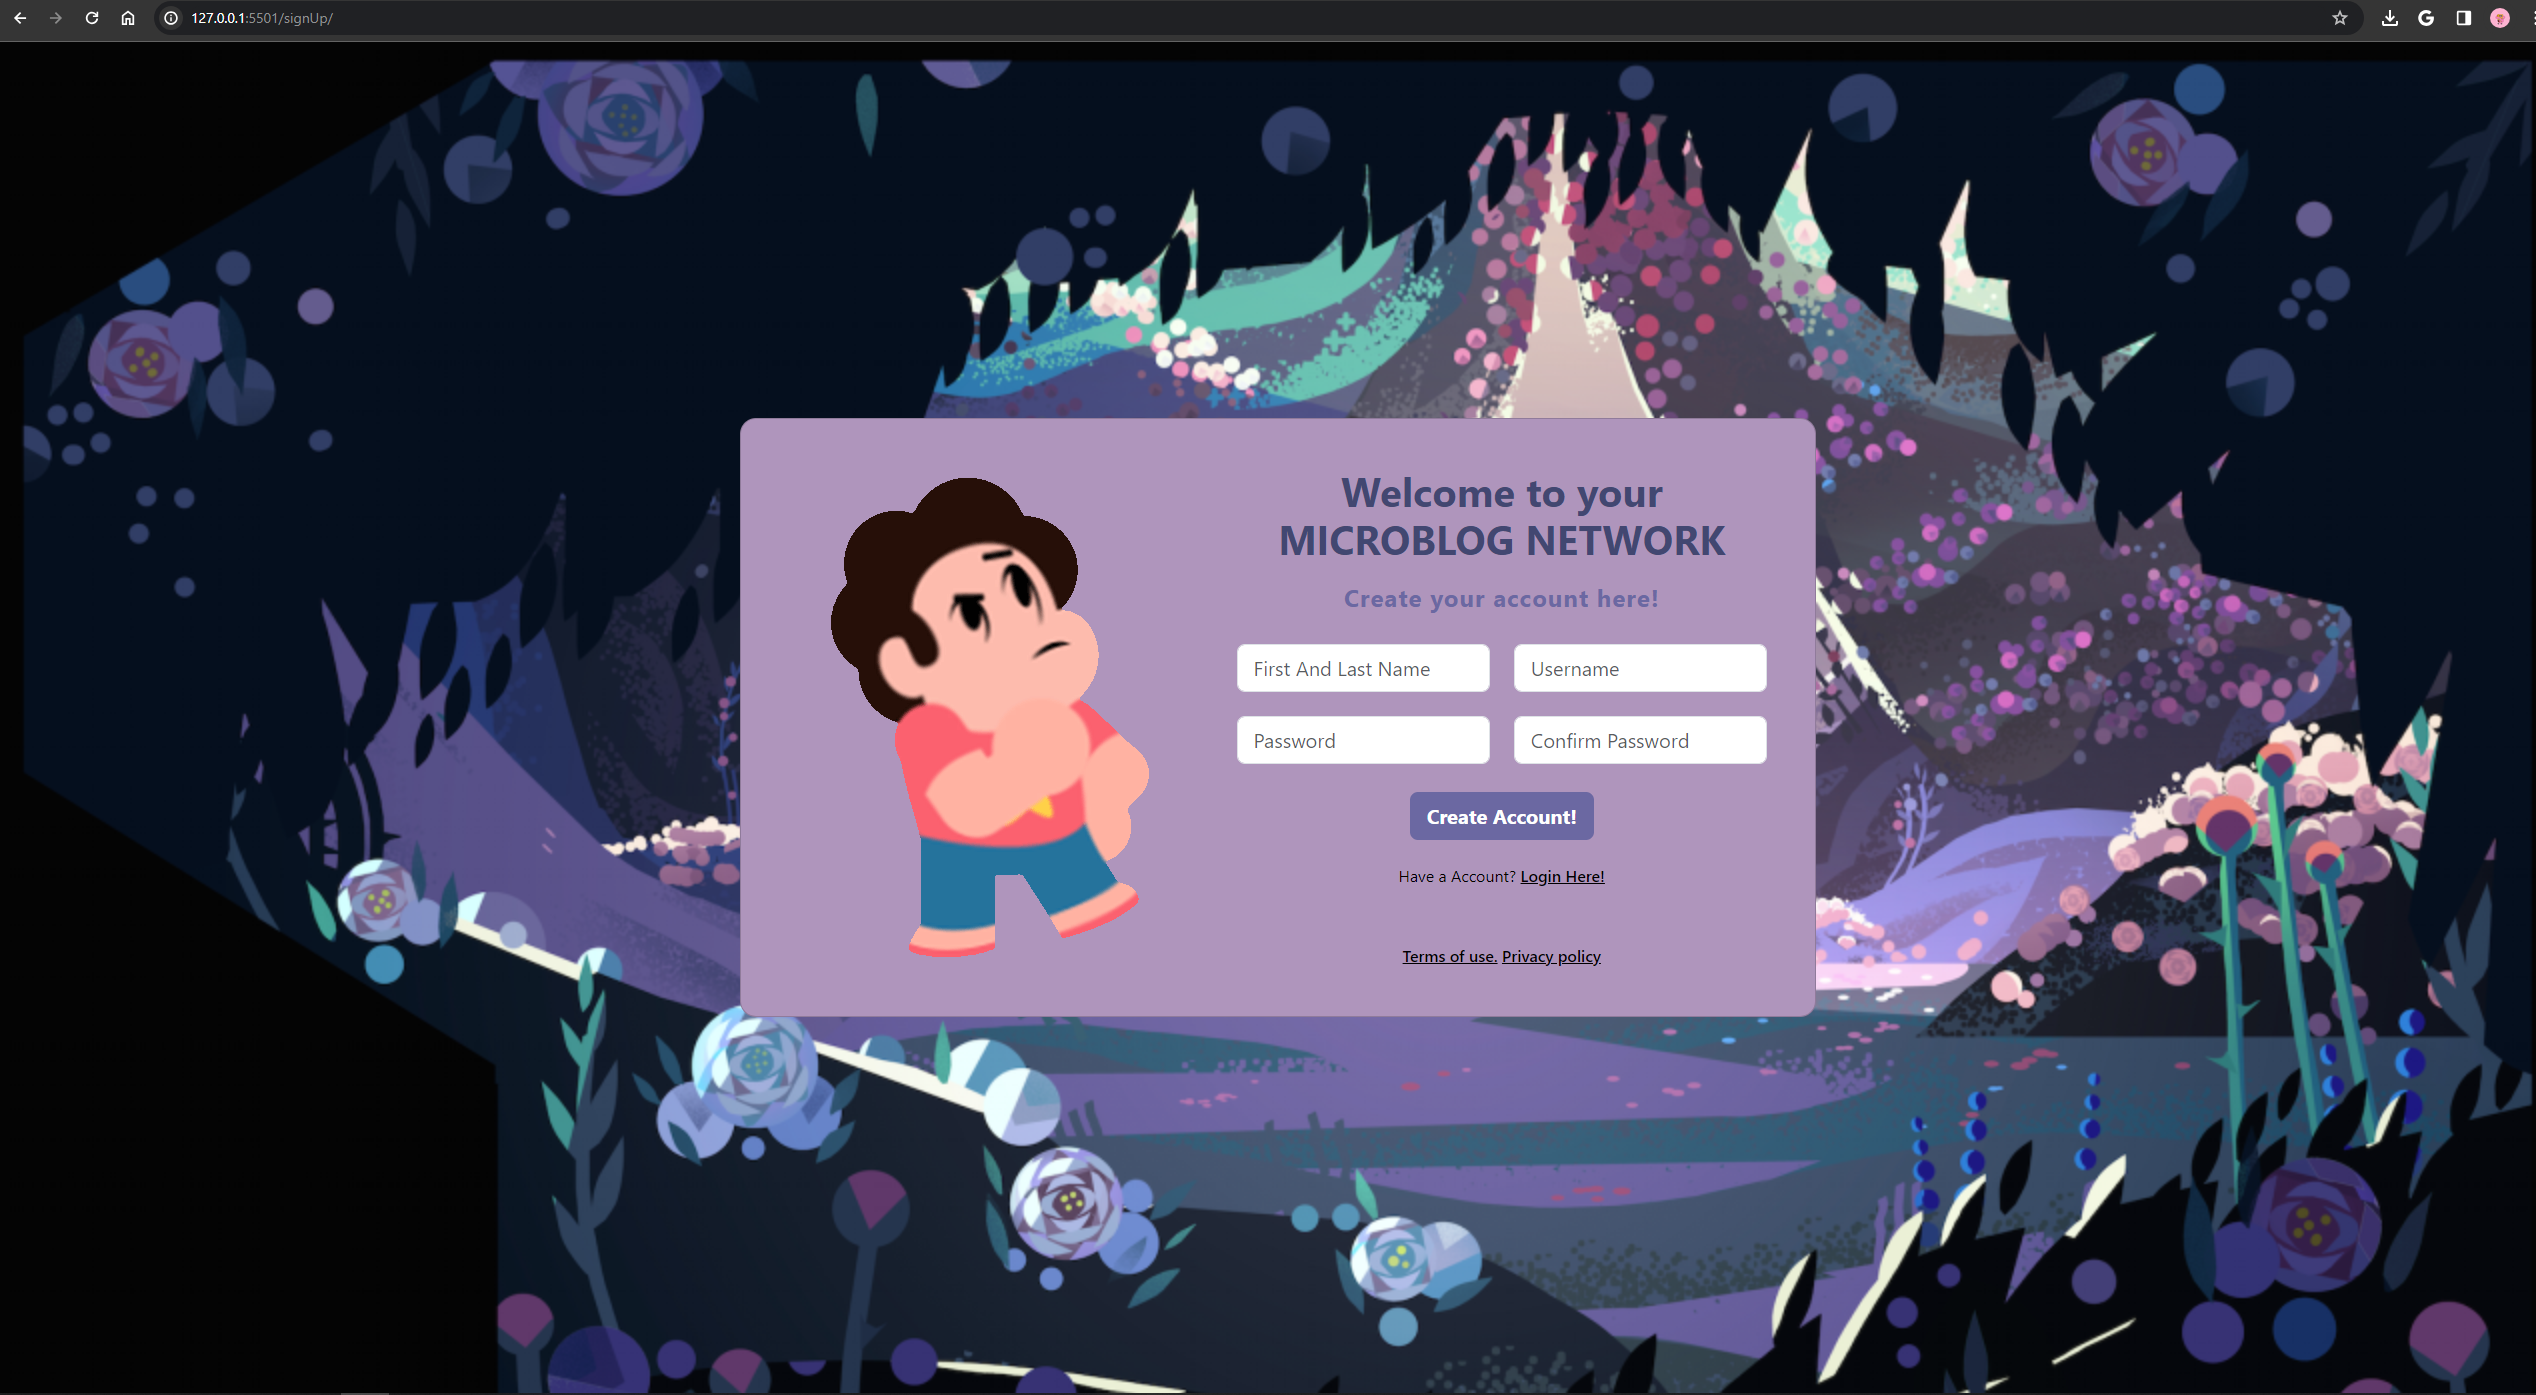 127.0.0.1:5501/signUp/
Welcome to your
MICROBLOG NETWORK
Create your account here!
First And Last Name
Username
Password
Confirm Password
Create Account!
Have a Account? Login Here!
Terms of use. Privacy policy